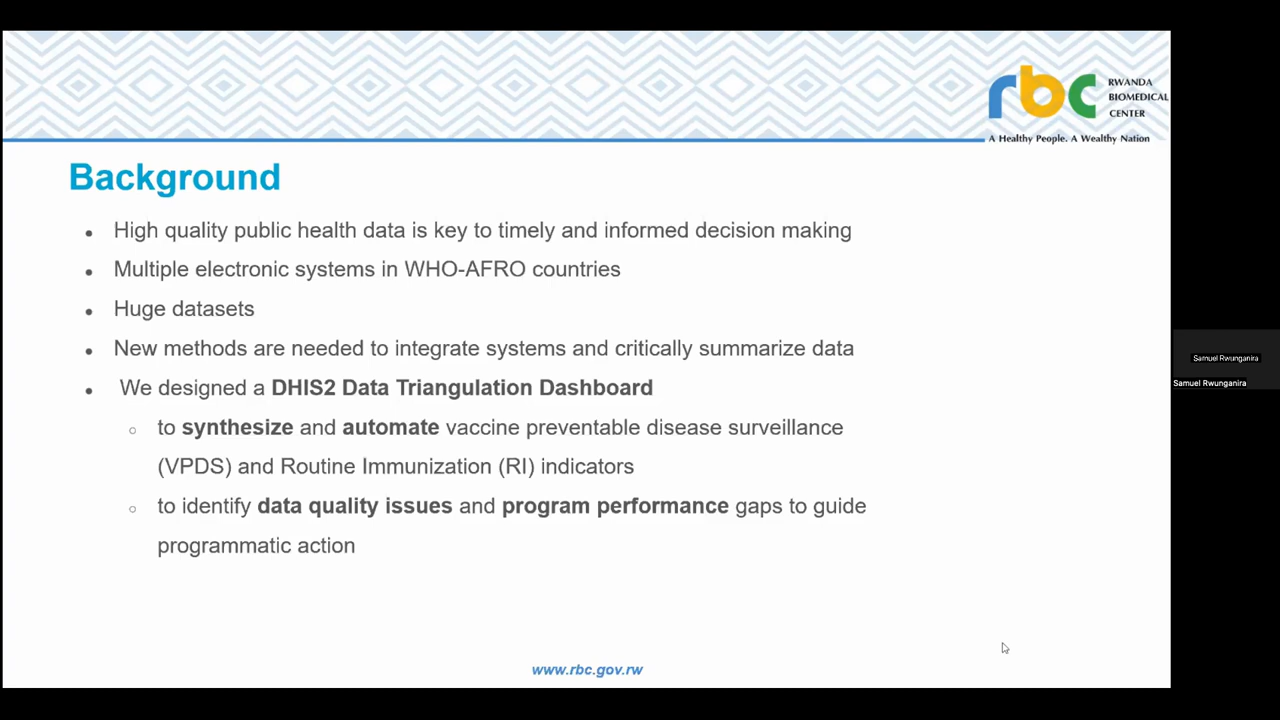 rbc
RWANDA
BIOMEDICAL
CENTER
A Healthy People. A Wealthy Nation
Background
• High quality public health data is key to timely and informed decision making
• Multiple electronic systems in WHO-AFRO countries
• Huge datasets
• New methods are needed to integrate systems and critically summarize data
• We designed a DHIS2 Data Triangulation Dashboard
○ to synthesize and automate vaccine preventable disease surveillance
(VPDS) and Routine Immunization (RI) indicators
○ to identify data quality issues and program performance gaps to guide
programmatic action
Samuel Rwunganira
Samuel Rwunganira
www.rbc.gov.rw